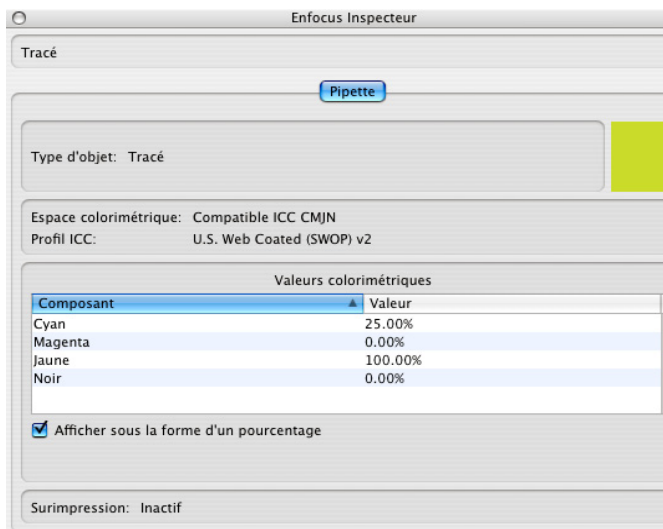 Enfocus Inspecteur
Tracé
Pipette
Type d'objet: Tracé
Espace colorimétrique: Compatible ICC CMJN
Profil ICC: U.S. Web Coated (SWOP) v2
Valeurs colorimétriques
Composant Valeur
Cyan 25.00%
Magenta 0.00%
Jaune 100.00%
Noir 0.00%
Afficher sous la forme d'un pourcentage
Surimpression: Inactif